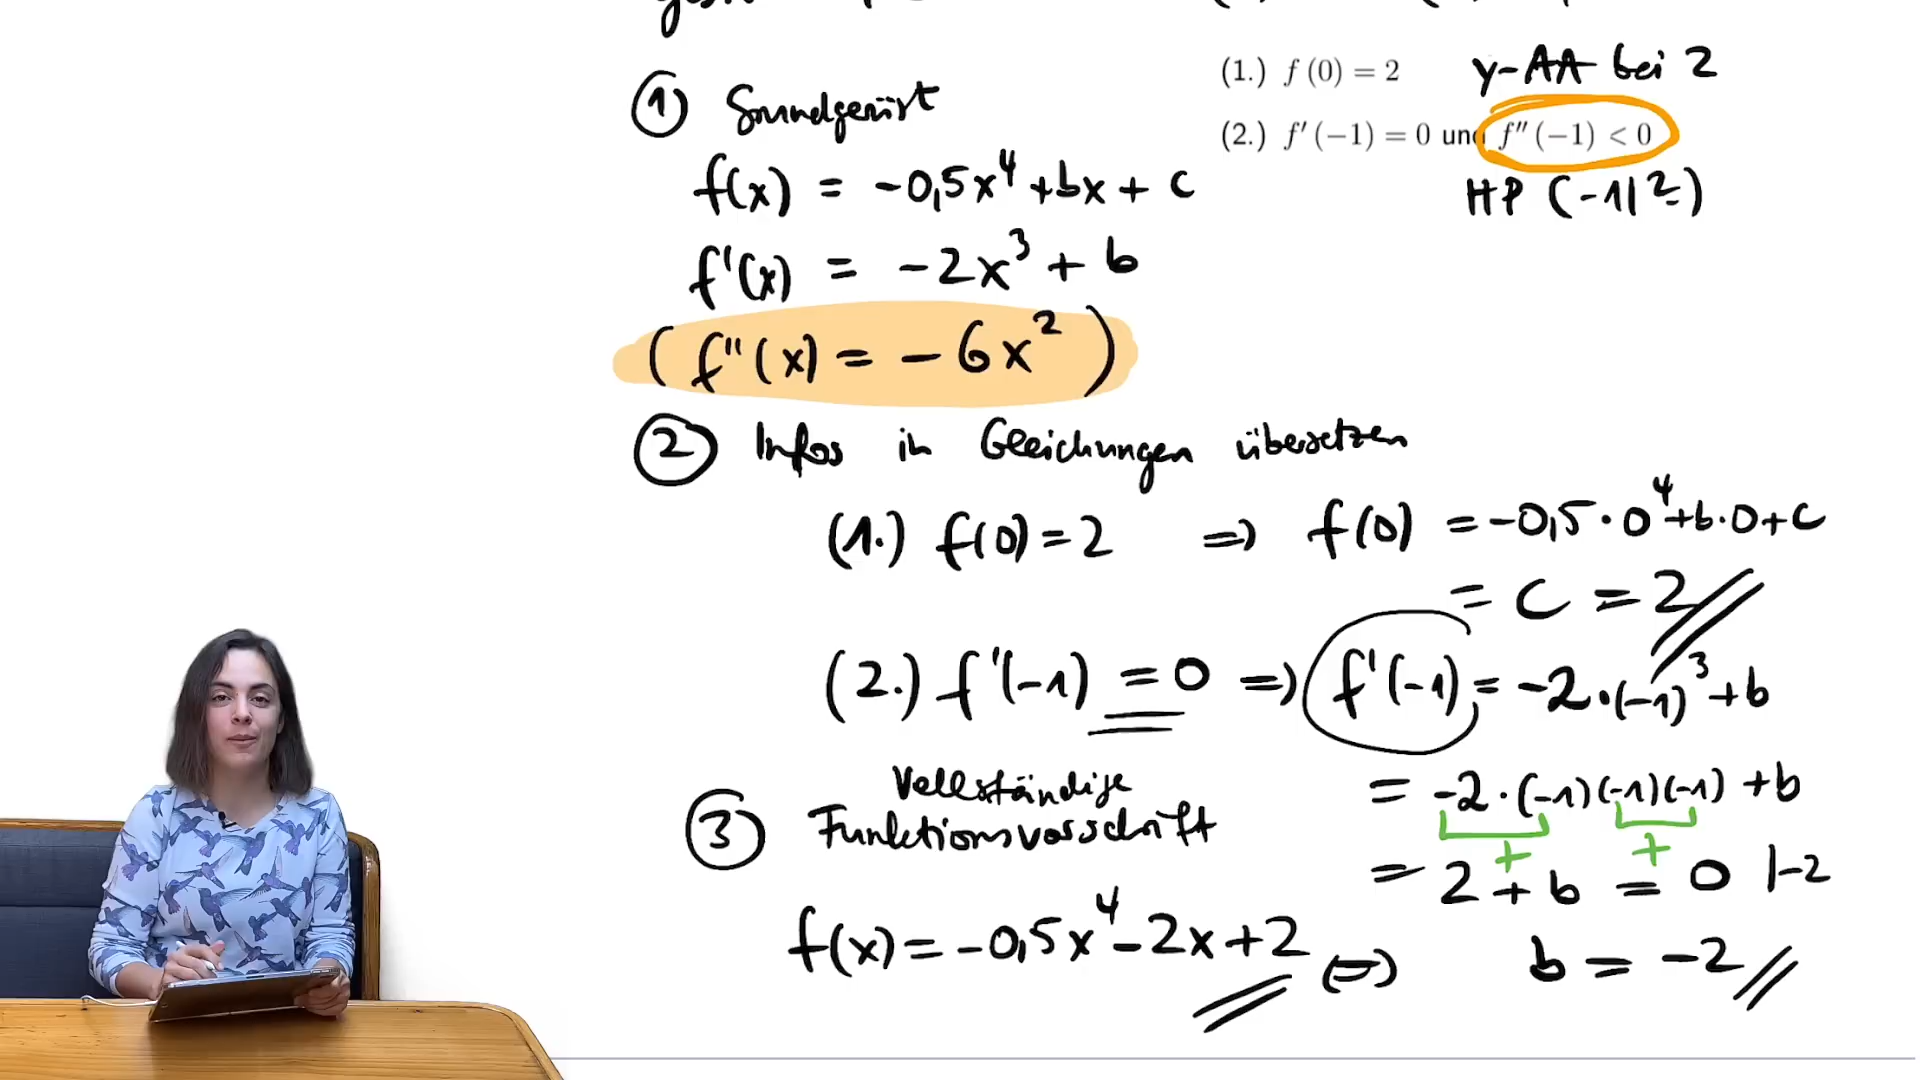 (1.) f (0) = 2 y-AA bei 2
(2.) f′ (−1) = 0 und f″ (−1) < 0
HP (-1|?)
① Grundgerüst
f(x) = -0,5x⁴ + bx + c
f'(x) = -2x³ + b
( f"(x) = -6x² )
② Infos in Gleichungen übersetzen
(1.) f(0) = 2 => f(0) = -0,5·0⁴+b·0+c
= c = 2
(2.) f'(-1) = 0 => f'(-1) = -2·(-1)³+b
= -2·(-1)(-1)(-1) +b
+ +
= 2 + b = 0 |-2
<=> b = -2
③ Vollständige
Funktionsvorschrift
f(x) = -0,5x⁴-2x+2